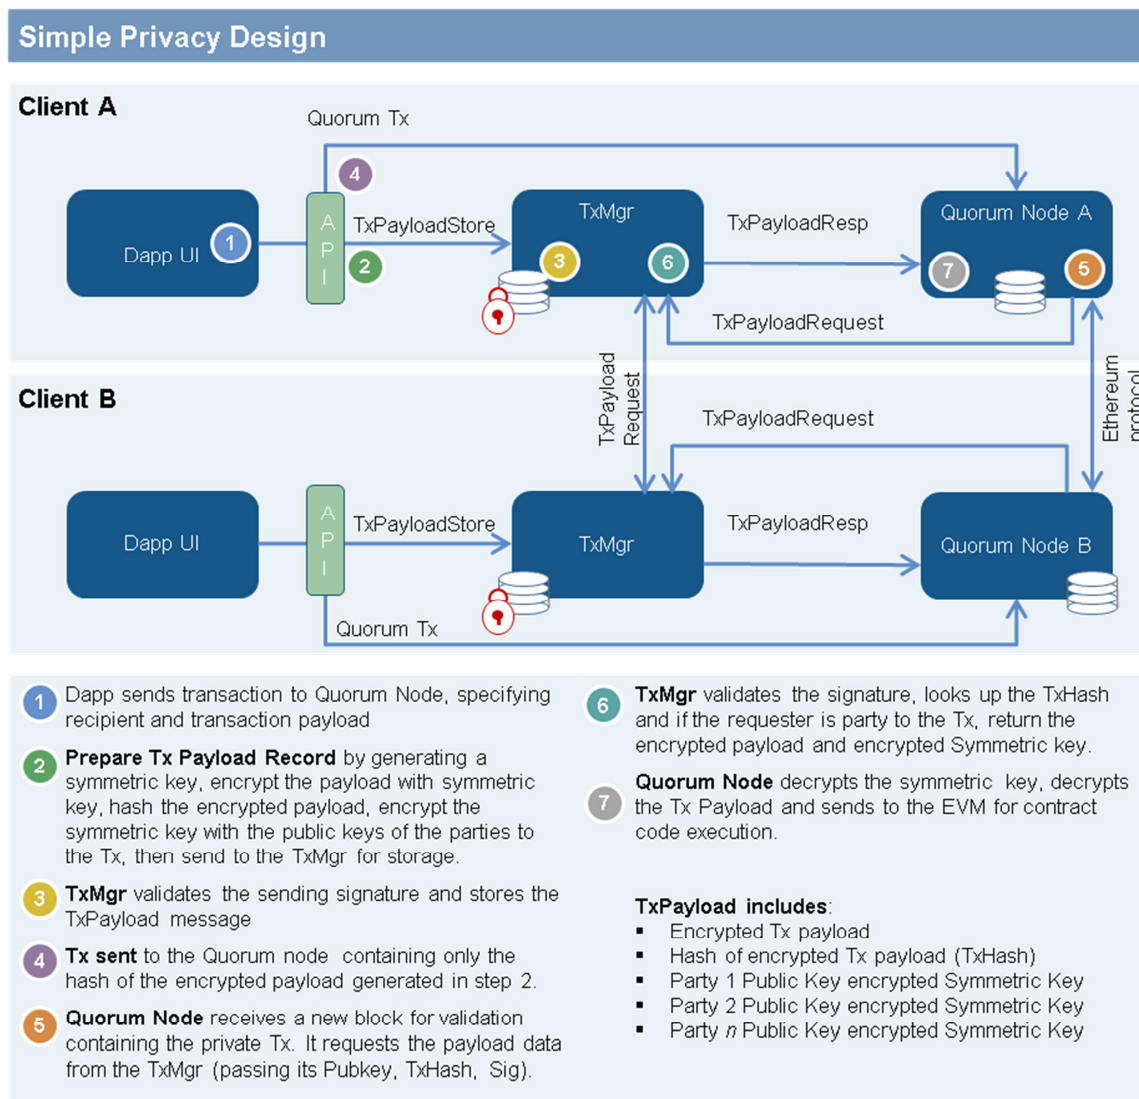 Simple Privacy Design
Client A
Quorum Tx
4
Dapp UI
1
A
P
I
TxPayloadStore
2
TxMgr
3
6
TxPayloadResp
Quorum Node A
7
5
TxPayloadRequest
TxPayload
Request
Ethereum
protocol
Client B
TxPayloadRequest
Dapp UI
A
P
I
TxPayloadStore
TxMgr
TxPayloadResp
Quorum Node B
Quorum Tx
1
Dapp sends transaction to Quorum Node, specifying
recipient and transaction payload
2
Prepare Tx Payload Record by generating a
symmetric key, encrypt the payload with symmetric
key, hash the encrypted payload, encrypt the
symmetric key with the public keys of the parties to
the Tx, then send to the TxMgr for storage.
3
TxMgr validates the sending signature and stores the
TxPayload message
4
Tx sent to the Quorum node containing only the
hash of the encrypted payload generated in step 2.
5
Quorum Node receives a new block for validation
containing the private Tx. It requests the payload data
from the TxMgr (passing its Pubkey, TxHash, Sig).
6
TxMgr validates the signature, looks up the TxHash
and if the requester is party to the Tx, return the
encrypted payload and encrypted Symmetric key.
7
Quorum Node decrypts the symmetric key, decrypts
the Tx Payload and sends to the EVM for contract
code execution.
TxPayload includes:
▪ Encrypted Tx payload
▪ Hash of encrypted Tx payload (TxHash)
▪ Party 1 Public Key encrypted Symmetric Key
▪ Party 2 Public Key encrypted Symmetric Key
▪ Party n Public Key encrypted Symmetric Key